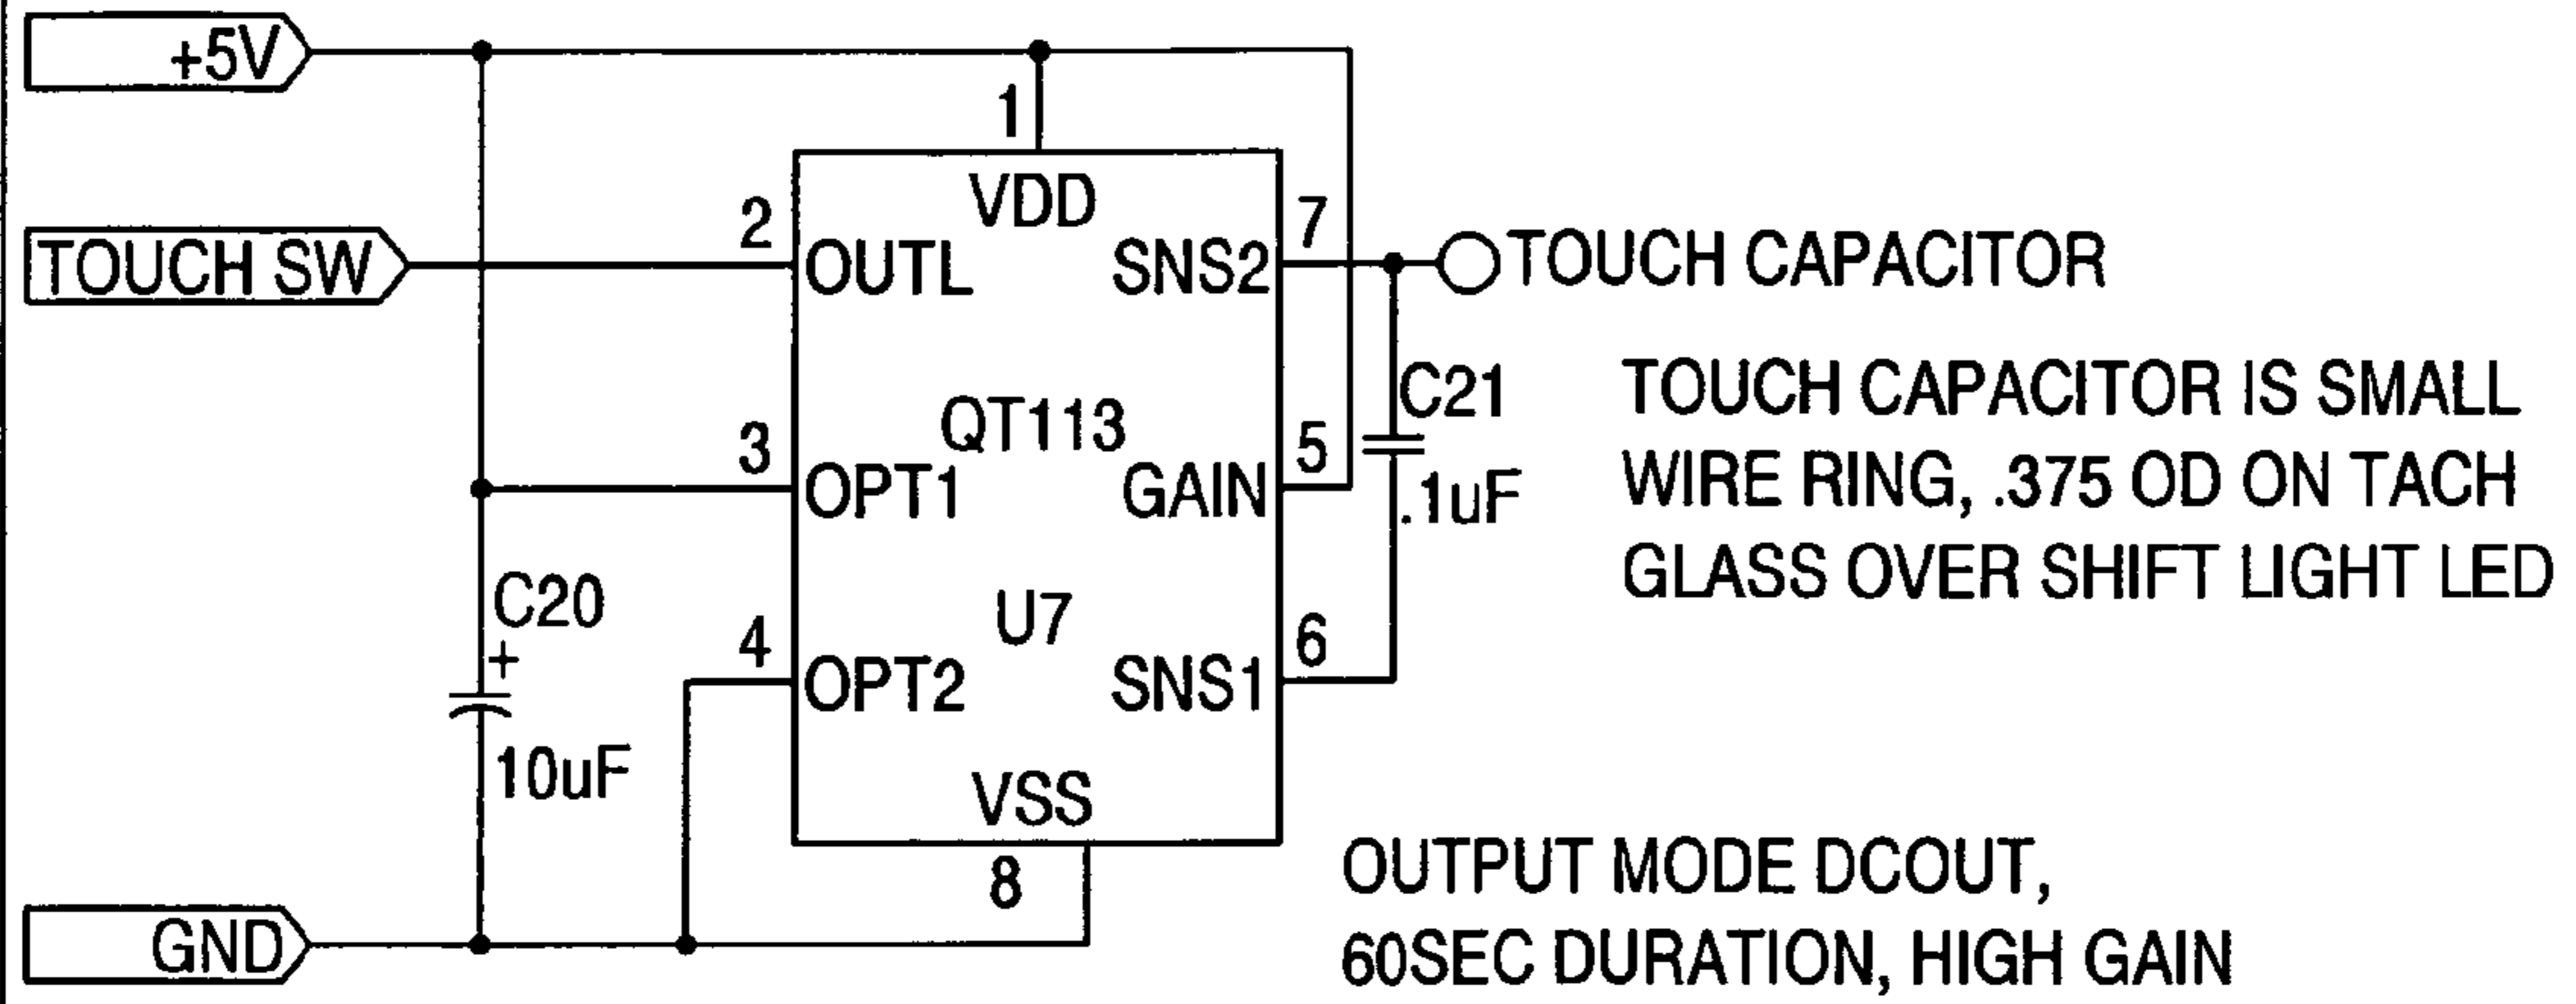 +5V
1
VDD
2
7
TOUCH SW
OUTL
SNS2
TOUCH CAPACITOR
C21
.1uF
TOUCH CAPACITOR IS SMALL
WIRE RING, .375 OD ON TACH
GLASS OVER SHIFT LIGHT LED
QT113
3
5
OPT1
GAIN
C20
+
10uF
U7
4
6
OPT2
SNS1
VSS
8
GND
OUTPUT MODE DCOUT,
60SEC DURATION, HIGH GAIN